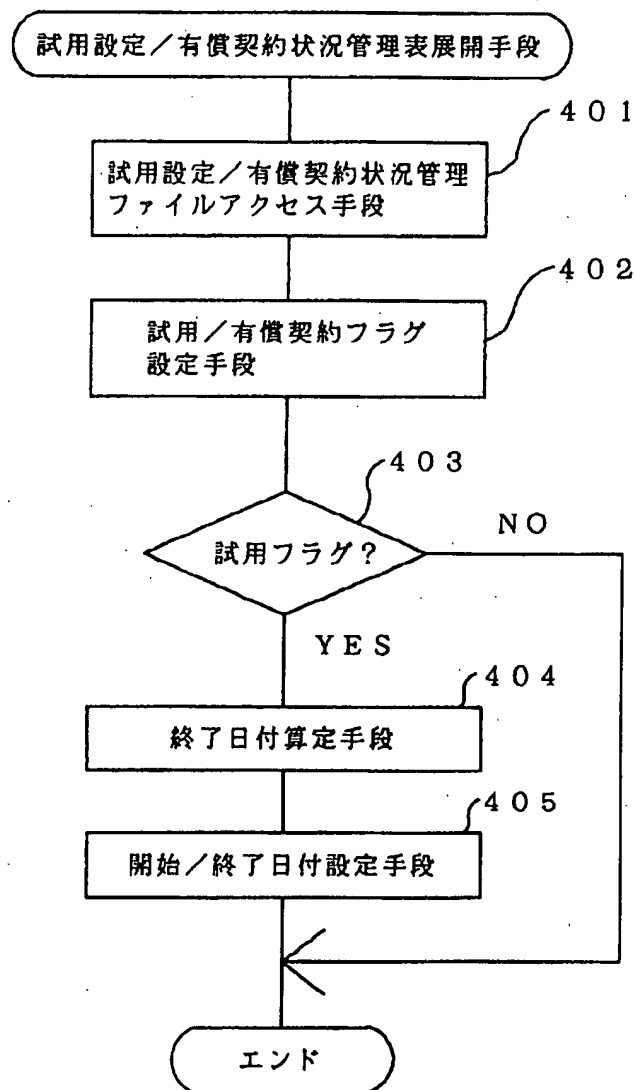 試用設定／有償契約状況管理表展開手段
４０１
試用設定／有償契約状況管理
ファイルアクセス手段
４０２
試用／有償契約フラグ
設定手段
４０３
試用フラグ？
ＮＯ
ＹＥＳ
４０４
終了日付算定手段
４０５
開始／終了日付設定手段
エンド